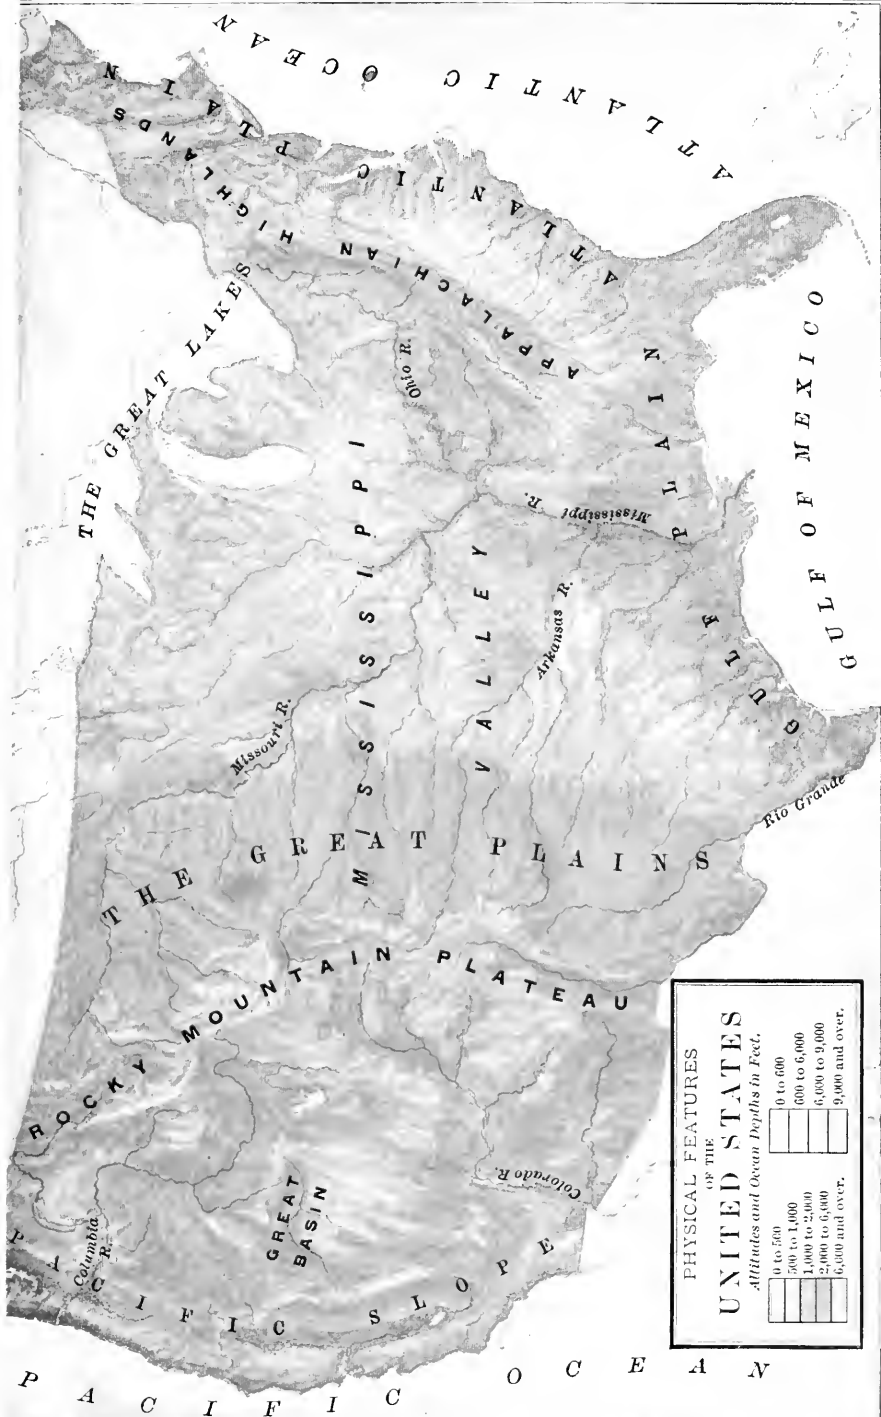 PACIFIC OCEAN
PACIFIC SLOPE
Columbia R.
GREAT BASIN
Colorado R.
ROCKY MOUNTAIN PLATEAU
THE GREAT PLAINS
Missouri R.
MISSISSIPPI VALLEY
Arkansas R.
Mississippi R.
Ohio R.
Rio Grande
THE GREAT LAKES
APPALACHIAN HIGHLANDS
ATLANTIC PLAIN
GULF PLAIN
ATLANTIC OCEAN
GULF OF MEXICO
PHYSICAL FEATURES
OF THE
UNITED STATES
Altitudes and Ocean Depths in Feet.
0 to 500
500 to 1,000
1,000 to 2,000
2,000 to 6,000
6,000 and over.
0 to 600
600 to 6,000
6,000 to 9,000
9,000 and over.